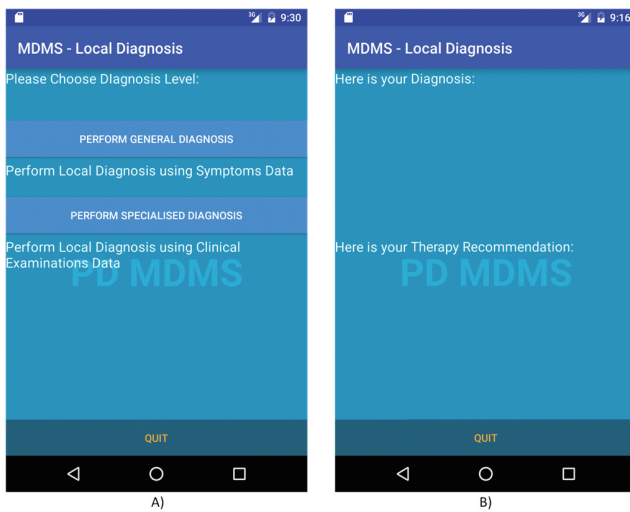 3G 9:30
MDMS - Local Diagnosis
Please Choose DIagnosis Level:
PERFORM GENERAL DIAGNOSIS
Perform Local Diagnosis using Symptoms Data
PERFORM SPECIALISED DIAGNOSIS
Perform Local Diagnosis using Clinical
Examinations Data
PD MDMS
QUIT
A)
3G 9:16
MDMS - Local Diagnosis
Here is your Diagnosis:
Here is your Therapy Recommendation:
PD MDMS
QUIT
B)